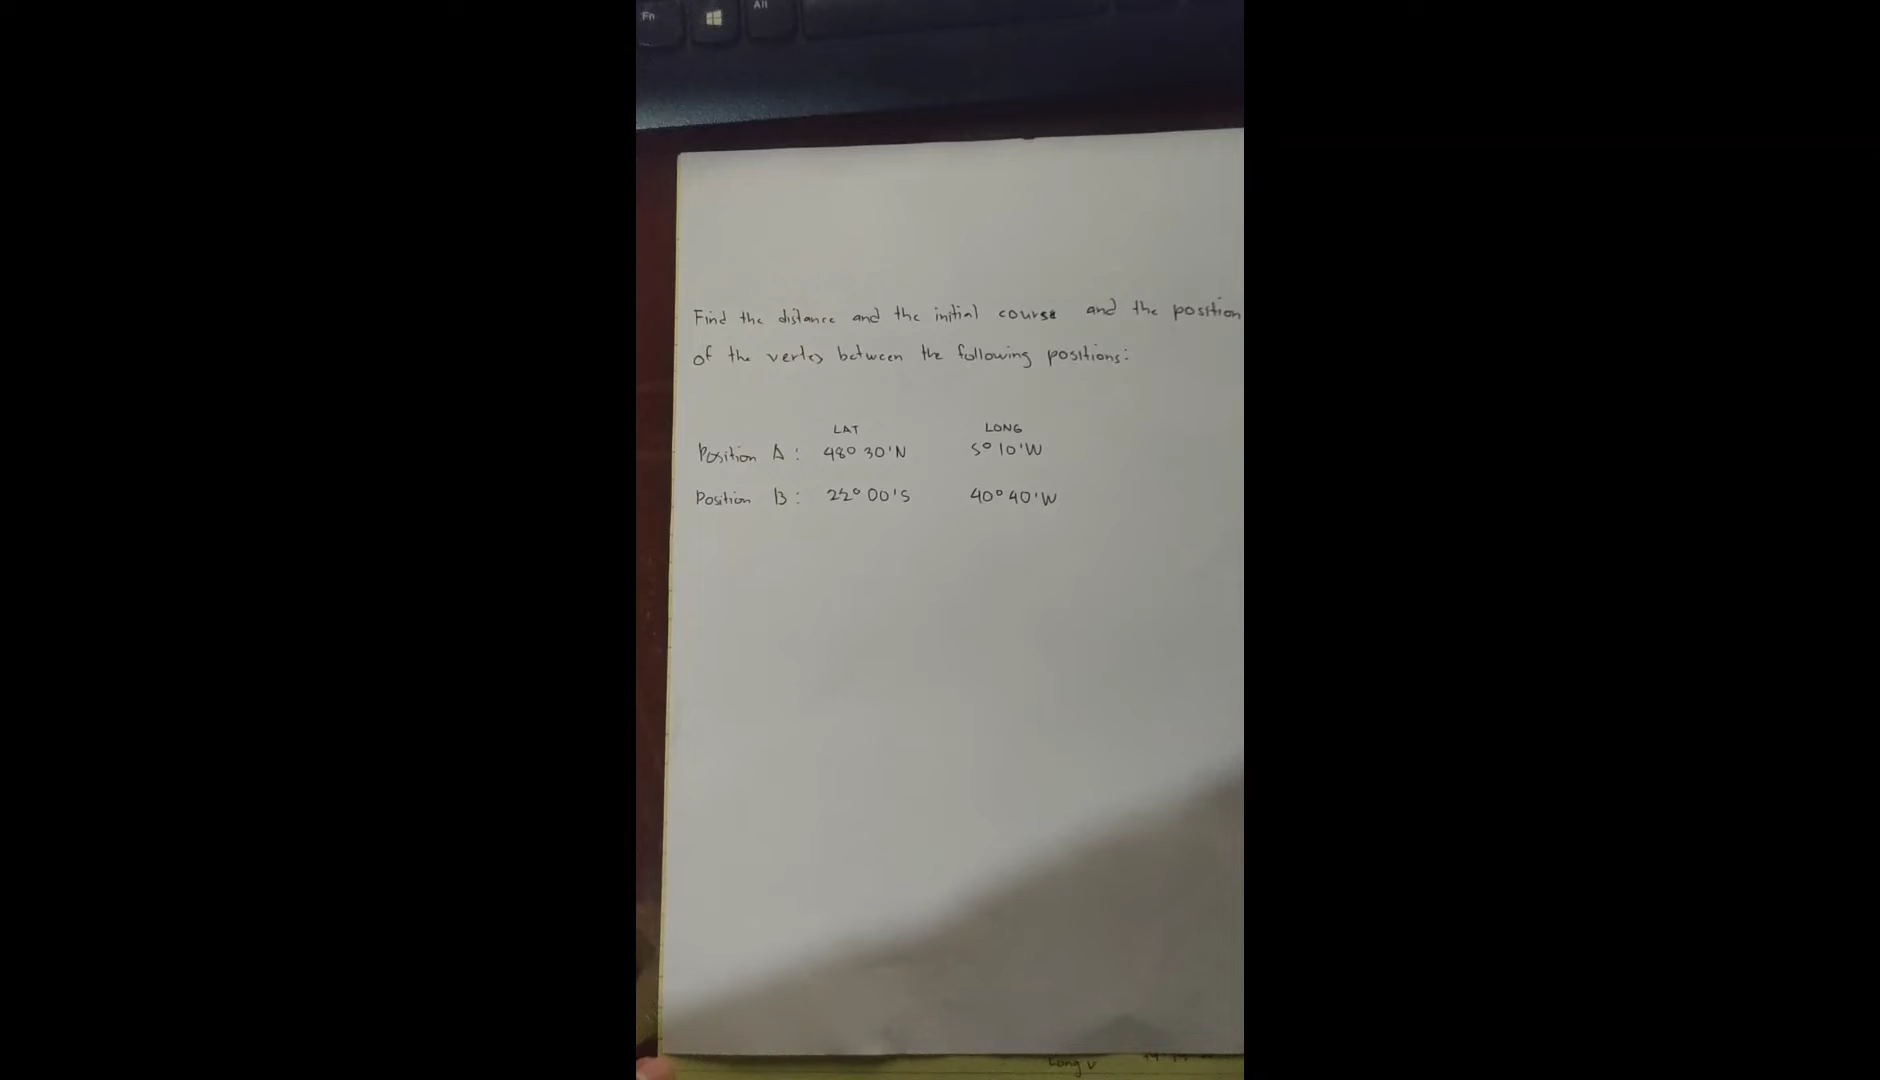 Fn
Alt
Find the distance and the initial course and the position
of the vertex between the following positions:
LAT LONG
Position A : 48° 30'N 5° 10'W
Position B : 22° 00'S 40° 40'W
Long v